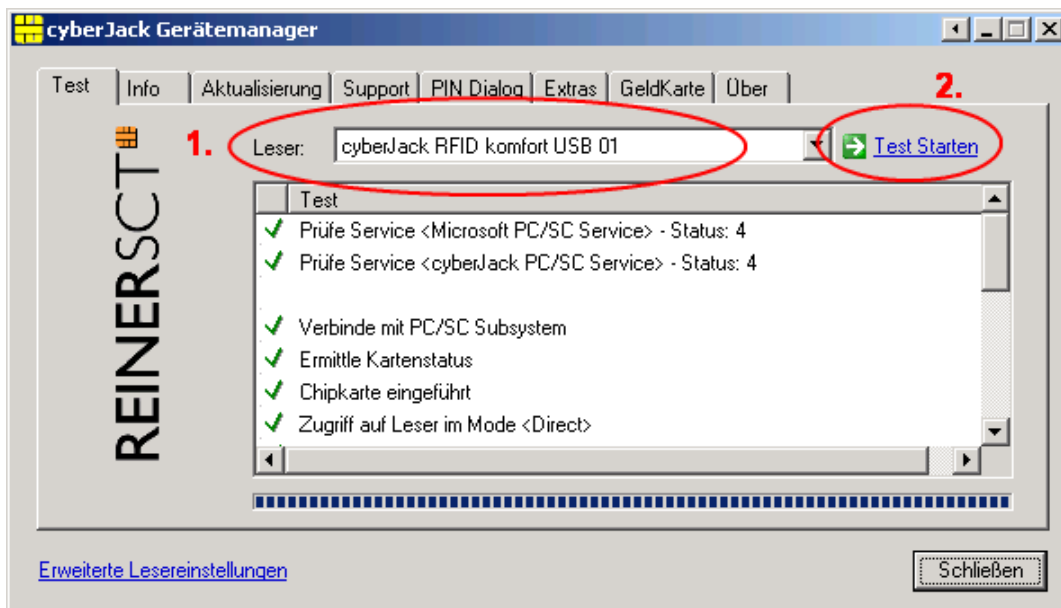 cyberJack Gerätemanager
Test Info Aktualisierung Support PIN Dialog Extras GeldKarte Über
2.
1. Leser: cyberJack RFID komfort USB 01 Test Starten
REINERSCT
Test
Prüfe Service <Microsoft PC/SC Service> - Status: 4
Prüfe Service <cyberJack PC/SC Service> - Status: 4
Verbinde mit PC/SC Subsystem
Ermittle Kartenstatus
Chipkarte eingeführt
Zugriff auf Leser im Mode <Direct>
Erweiterte Lesereinstellungen Schließen